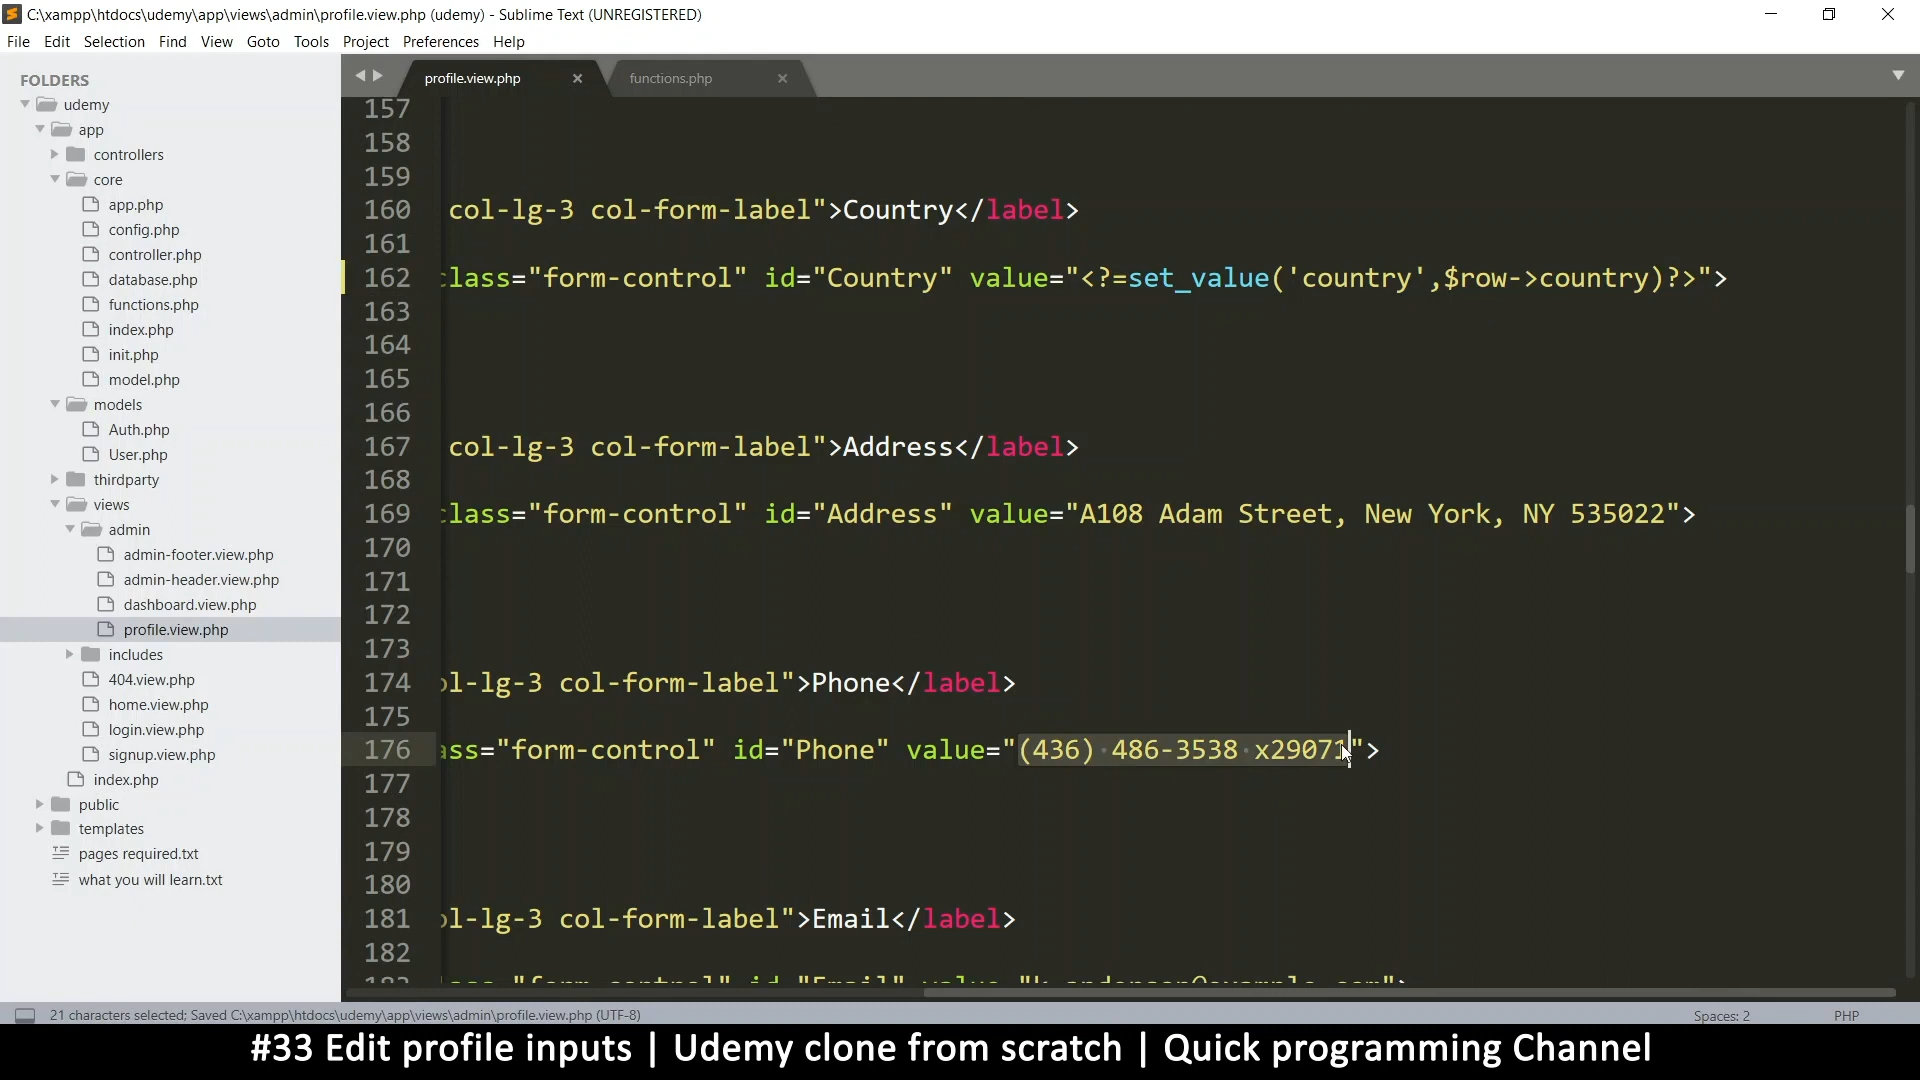 C:\xampp\htdocs\udemy\app\views\admin\profile.view.php (udemy) - Sublime Text (UNREGISTERED)
File Edit Selection Find View Goto Tools Project Preferences Help
FOLDERS
udemy
app
controllers
core
app.php
config.php
controller.php
database.php
functions.php
index.php
init.php
model.php
models
Auth.php
User.php
thirdparty
views
admin
admin-footer.view.php
admin-header.view.php
dashboard.view.php
profile.view.php
includes
404.view.php
home.view.php
login.view.php
signup.view.php
index.php
public
templates
pages required.txt
what you will learn.txt
profile.view.php functions.php
157
158
159
160 col-lg-3 col-form-label">Country</label>
161
162 class="form-control" id="Country" value="<?=set_value('country',$row->country)?>">
163
164
165
166
167 col-lg-3 col-form-label">Address</label>
168
169 class="form-control" id="Address" value="A108 Adam Street, New York, NY 535022">
170
171
172
173
174 ol-lg-3 col-form-label">Phone</label>
175
176 ass="form-control" id="Phone" value="(436) 486-3538 x29071">
177
178
179
180
181 ol-lg-3 col-form-label">Email</label>
182
21 characters selected; Saved C:\xampp\htdocs\udemy\app\views\admin\profile.view.php (UTF-8) Spaces: 2 PHP
#33 Edit profile inputs | Udemy clone from scratch | Quick programming Channel